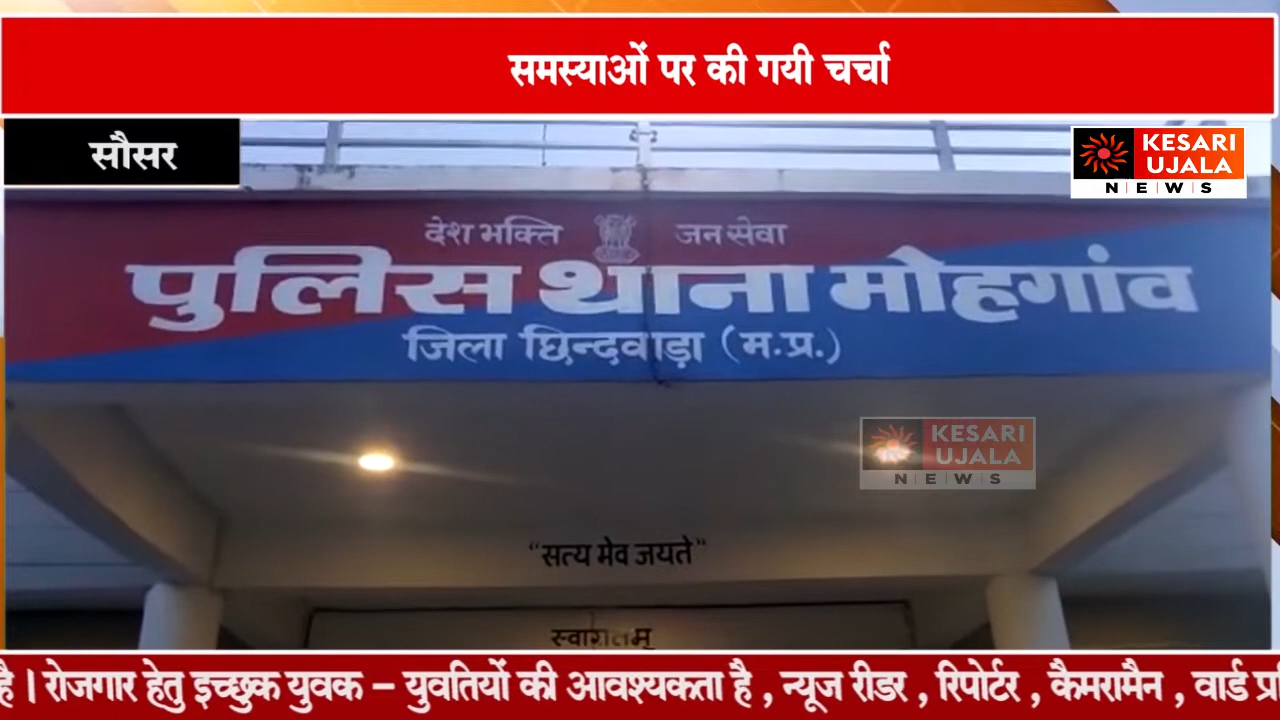 समस्याओं पर की गयी चर्चा
सौसर
KESARI
UJALA
NEWS
देश भक्ति जन सेवा
पुलिस थाना मोहगांव
जिला छिन्दवाड़ा (म.प्र.)
KESARI
UJALA
NEWS
"सत्य मेव जयते"
स्वागतम्
है । रोजगार हेतु इच्छुक युवक – युवतियों की आवश्यकता है , न्यूज रीडर , रिपोर्टर , कैमरामैन , वार्ड प्र